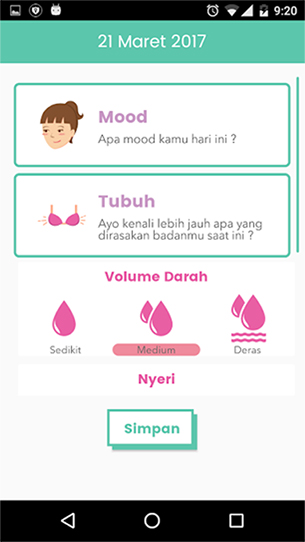 9:20
21 Maret 2017
Mood
Apa mood kamu hari ini ?
Tubuh
Ayo kenali lebih jauh apa yang
dirasakan badanmu saat ini ?
Volume Darah
Sedikit Medium Deras
Nyeri
Simpan